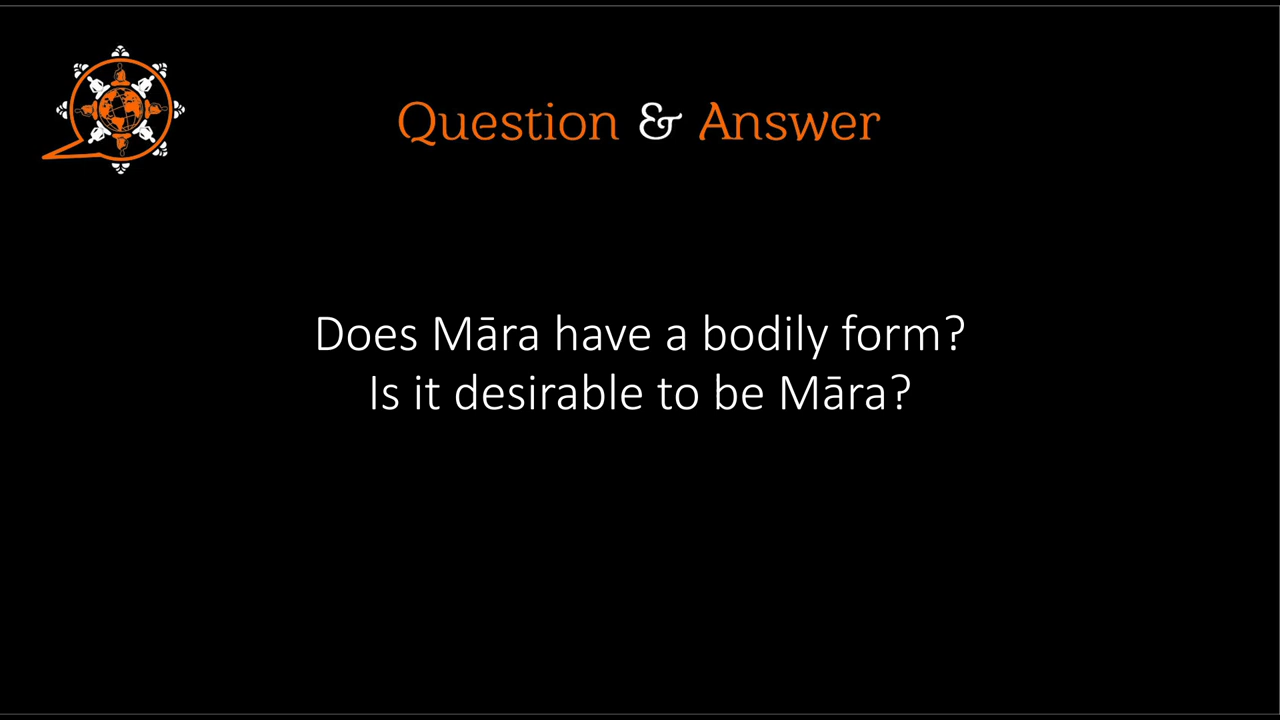 Question & Answer
Does Māra have a bodily form?
Is it desirable to be Māra?